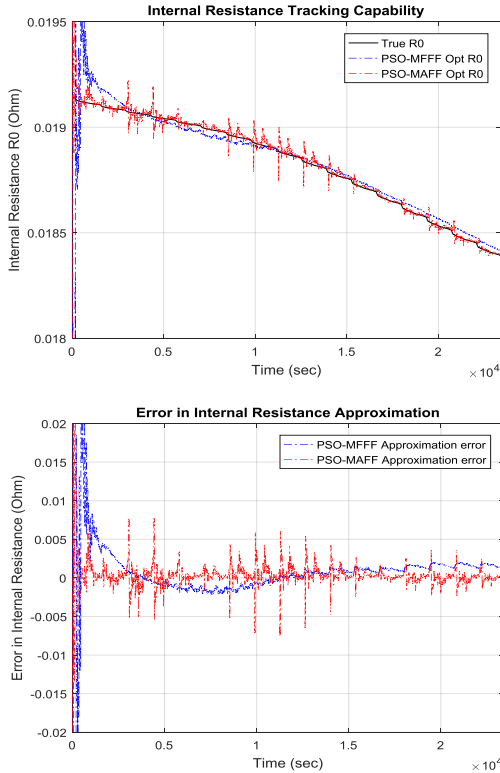 Internal Resistance Tracking Capability
0.0195
0.019
0.0185
0.018
Internal Resistance R0 (Ohm)
True R0
PSO-MFFF Opt R0
PSO-MAFF Opt R0
0
0.5
1
1.5
2
Time (sec)
×10⁴
Error in Internal Resistance Approximation
0.02
0.015
0.01
0.005
0
-0.005
-0.01
-0.015
-0.02
Error in Internal Resistance (Ohm)
PSO-MFFF Approximation error
PSO-MAFF Approximation error
0
0.5
1
1.5
2
Time (sec)
×10⁴